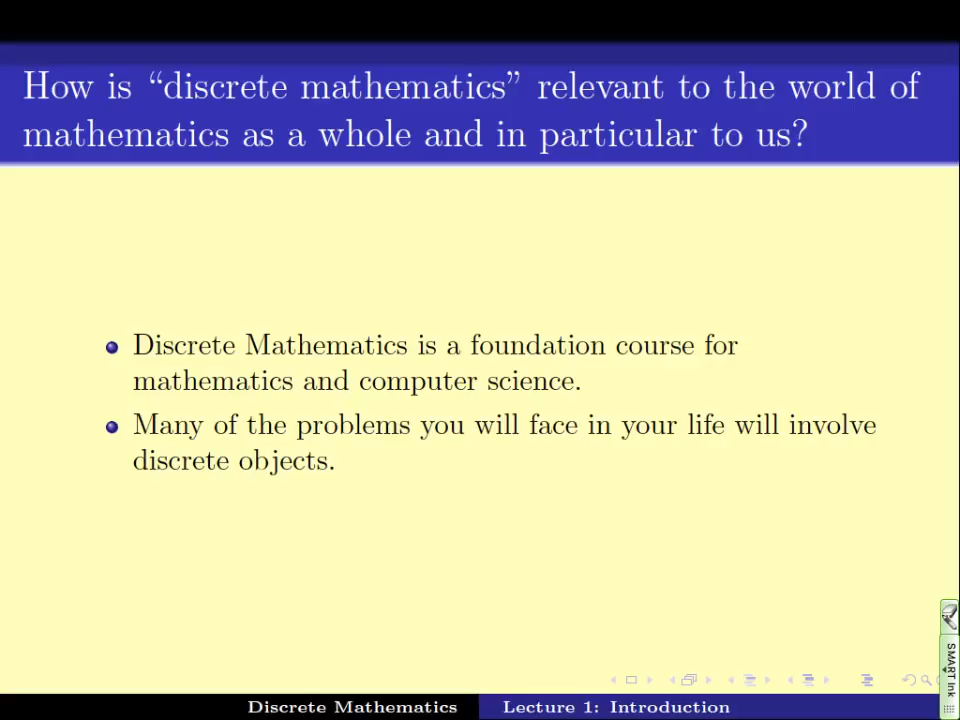 How is “discrete mathematics” relevant to the world of
mathematics as a whole and in particular to us?
Discrete Mathematics is a foundation course for
mathematics and computer science.
Many of the problems you will face in your life will involve
discrete objects.
SMART Ink
Discrete Mathematics
Lecture 1: Introduction